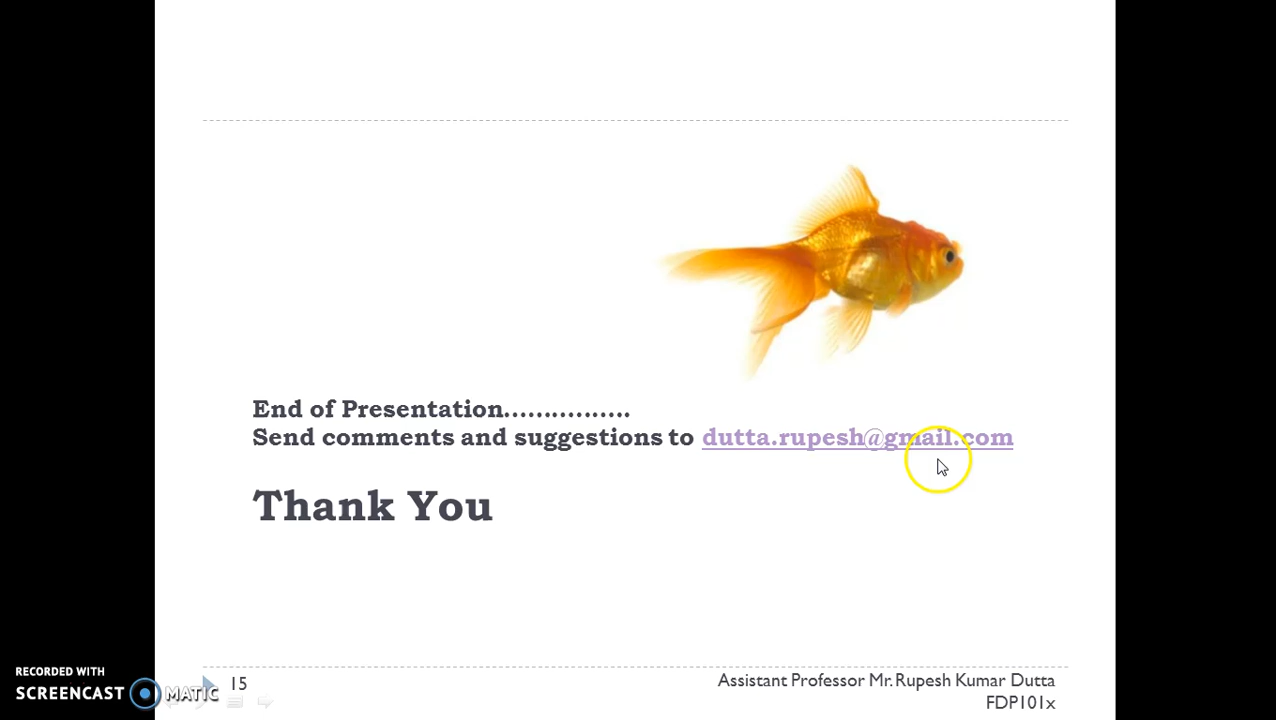 End of Presentation................
Send comments and suggestions to dutta.rupesh@gmail.com
Thank You
RECORDED WITH
SCREENCAST MATIC
15
Assistant Professor Mr. Rupesh Kumar Dutta
FDP101x